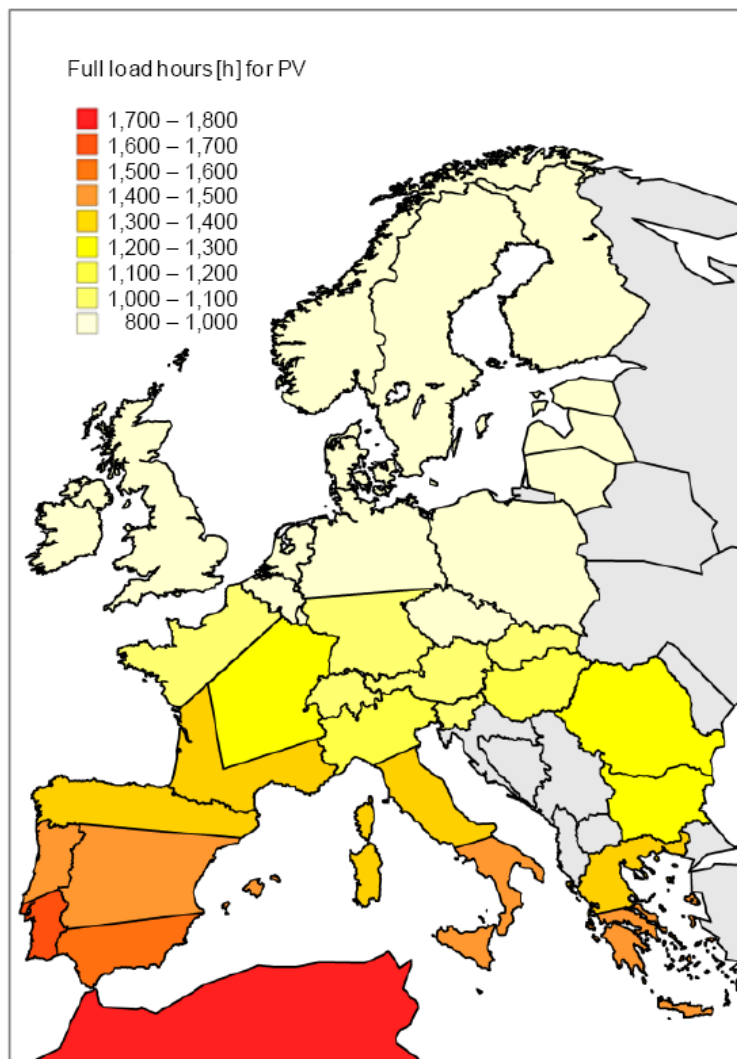 Full load hours [h] for PV
1,700 – 1,800
1,600 – 1,700
1,500 – 1,600
1,400 – 1,500
1,300 – 1,400
1,200 – 1,300
1,100 – 1,200
1,000 – 1,100
800 – 1,000